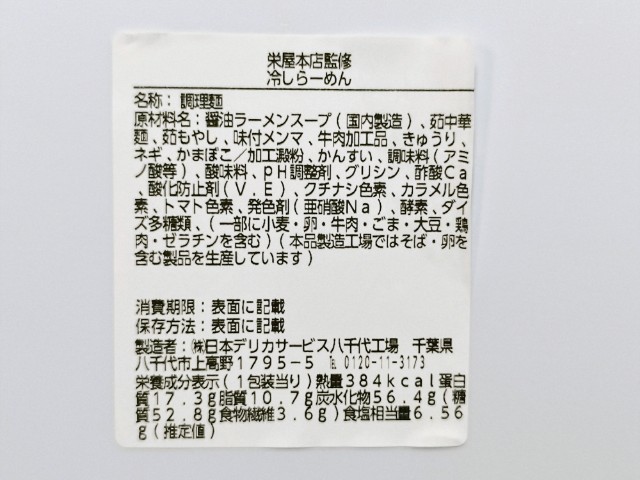 栄屋本店監修
冷しらーめん
名称：調理麺
原材料名：醤油ラーメンスープ（国内製造）、茹中華
麺、茹もやし、味付メンマ、牛肉加工品、きゅうり、
ネギ、かまぼこ／加工澱粉、かんすい、調味料（アミ
ノ酸等）、酸味料、ｐＨ調整剤、グリシン、酢酸Ｃａ
、酸化防止剤（Ｖ．Ｅ）、クチナシ色素、カラメル色
素、トマト色素、発色剤（亜硝酸Ｎａ）、酵素、ダイ
ズ多糖類、（一部に小麦・卵・牛肉・ごま・大豆・鶏
肉・ゼラチンを含む）（本品製造工場ではそば・卵を
含む製品を生産しています）
消費期限：表面に記載
保存方法：表面に記載
製造者：㈱日本デリカサービス八千代工場　千葉県
八千代市上高野１７９５－５　℡ 0120-11-3173
栄養成分表示（１包装当り）熱量３８４ｋｃａｌ蛋白
質１７．３ｇ脂質１０．７ｇ炭水化物５６．４ｇ（糖
質５２．８ｇ食物繊維３．６ｇ）食塩相当量６．５６
ｇ（推定値）